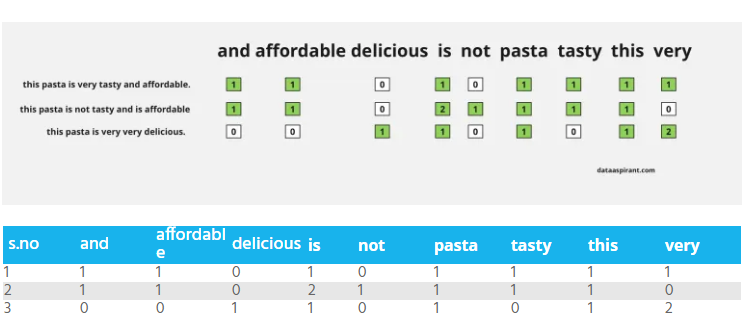 and affordable delicious is not pasta tasty this very
this pasta is very tasty and affordable. 1 1 0 1 0 1 1 1 1
this pasta is not tasty and is affordable 1 1 0 2 1 1 1 1 0
this pasta is very very delicious. 0 0 1 1 0 1 0 1 2
dataaspirant.com
s.no and affordabl
e delicious is not pasta tasty this very
1 1 1 0 1 0 1 1 1 1
2 1 1 0 2 1 1 1 1 0
3 0 0 1 1 0 1 0 1 2